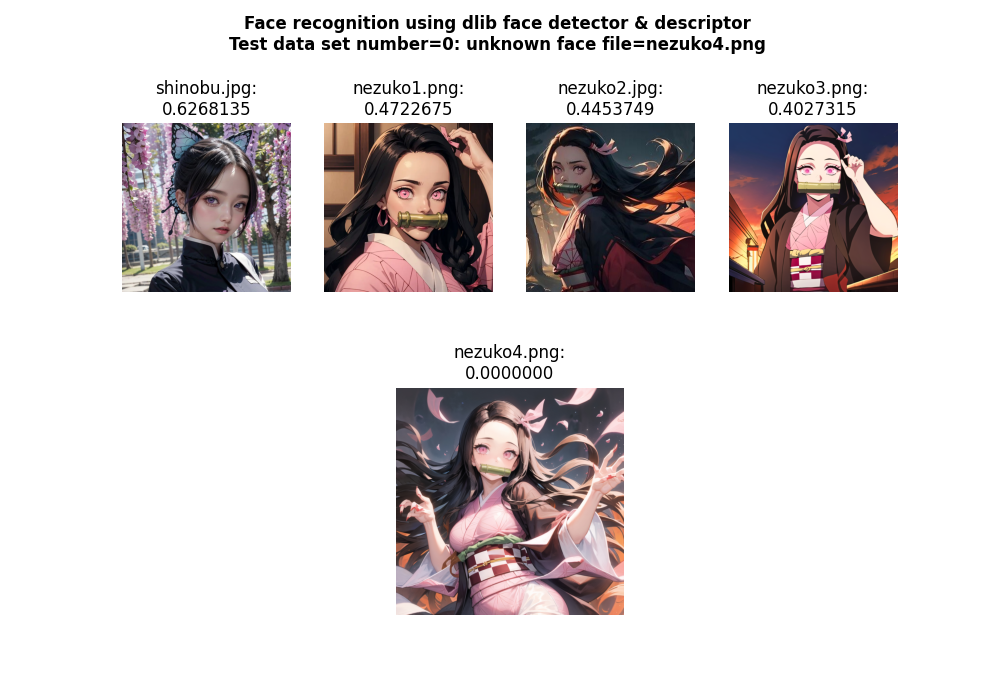 Face recognition using dlib face detector & descriptor
Test data set number=0: unknown face file=nezuko4.png
shinobu.jpg:
0.6268135
nezuko1.png:
0.4722675
nezuko2.jpg:
0.4453749
nezuko3.png:
0.4027315
nezuko4.png:
0.0000000